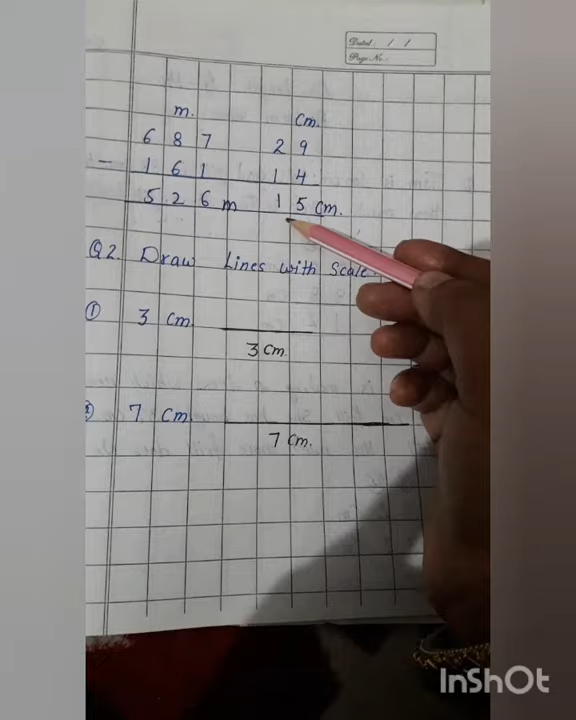 Dated: / /
Page No.:
m. Cm.
6 8 7 2 9
- 1 6 1 1 4
5 2 6 m 1 5 Cm.
Q2. Draw Lines with Scale.
① 3 Cm.
3 Cm.
② 7 Cm.
7 Cm.
InShOt